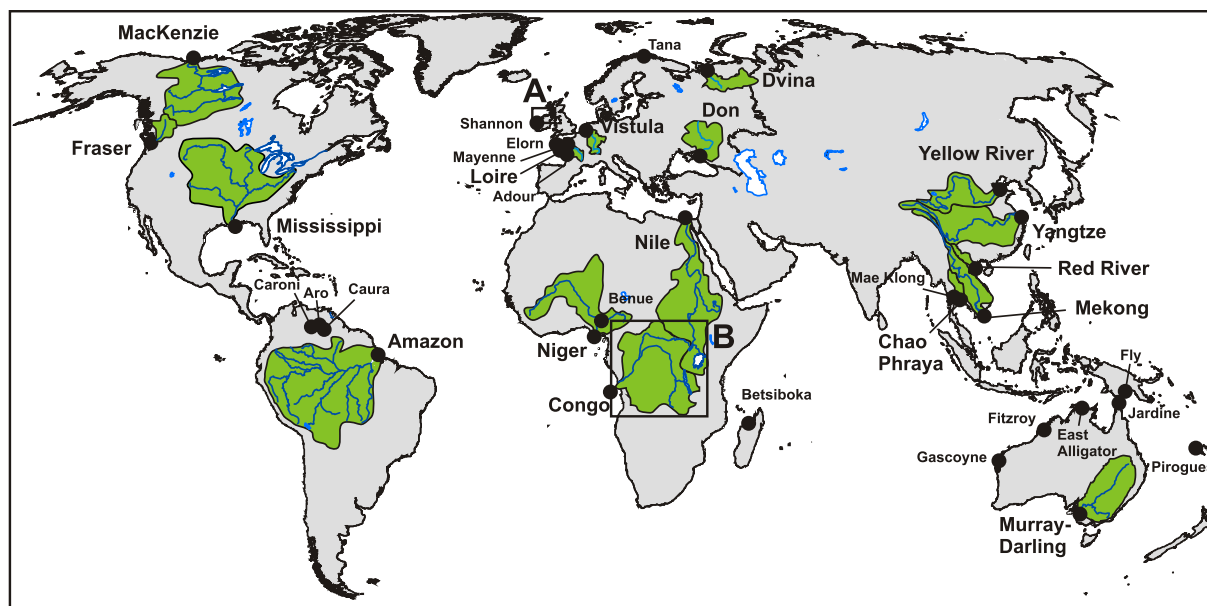 MacKenzie
Tana
A
Dvina
Don
Shannon
Vistula
Elorn
Fraser
Mayenne
Yellow River
Loire
Adour
Mississippi
Nile
Yangtze
Red River
Mae Klong
Caura
Caroni
Aro
Benue
Mekong
B
Amazon
Niger
Chao
Phraya
Fly
Congo
Betsiboka
Fitzroy
Jardine
East
Alligator
Gascoyne
Pirogues
Murray-
Darling